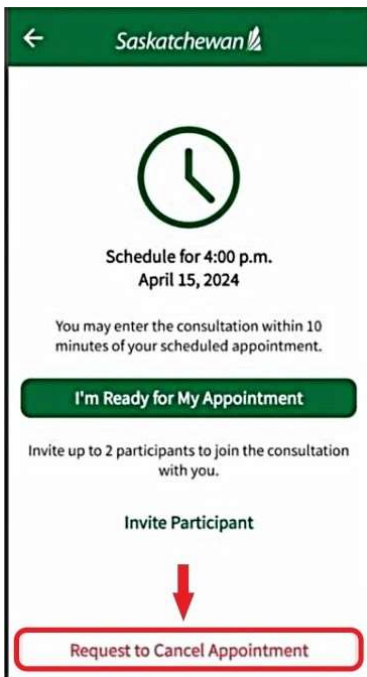 Saskatchewan
Schedule for 4:00 p.m.
April 15, 2024
You may enter the consultation within 10
minutes of your scheduled appointment.
I'm Ready for My Appointment
Invite up to 2 participants to join the consultation
with you.
Invite Participant
Request to Cancel Appointment